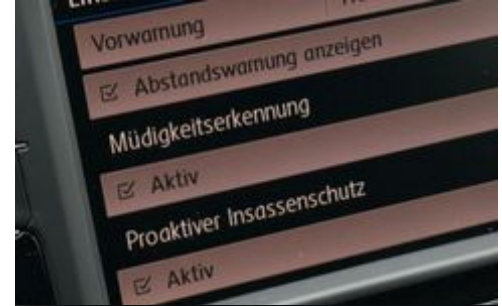 Vorwarnung
Abstandswarnung anzeigen
Müdigkeitserkennung
Aktiv
Proaktiver Insassenschutz
Aktiv